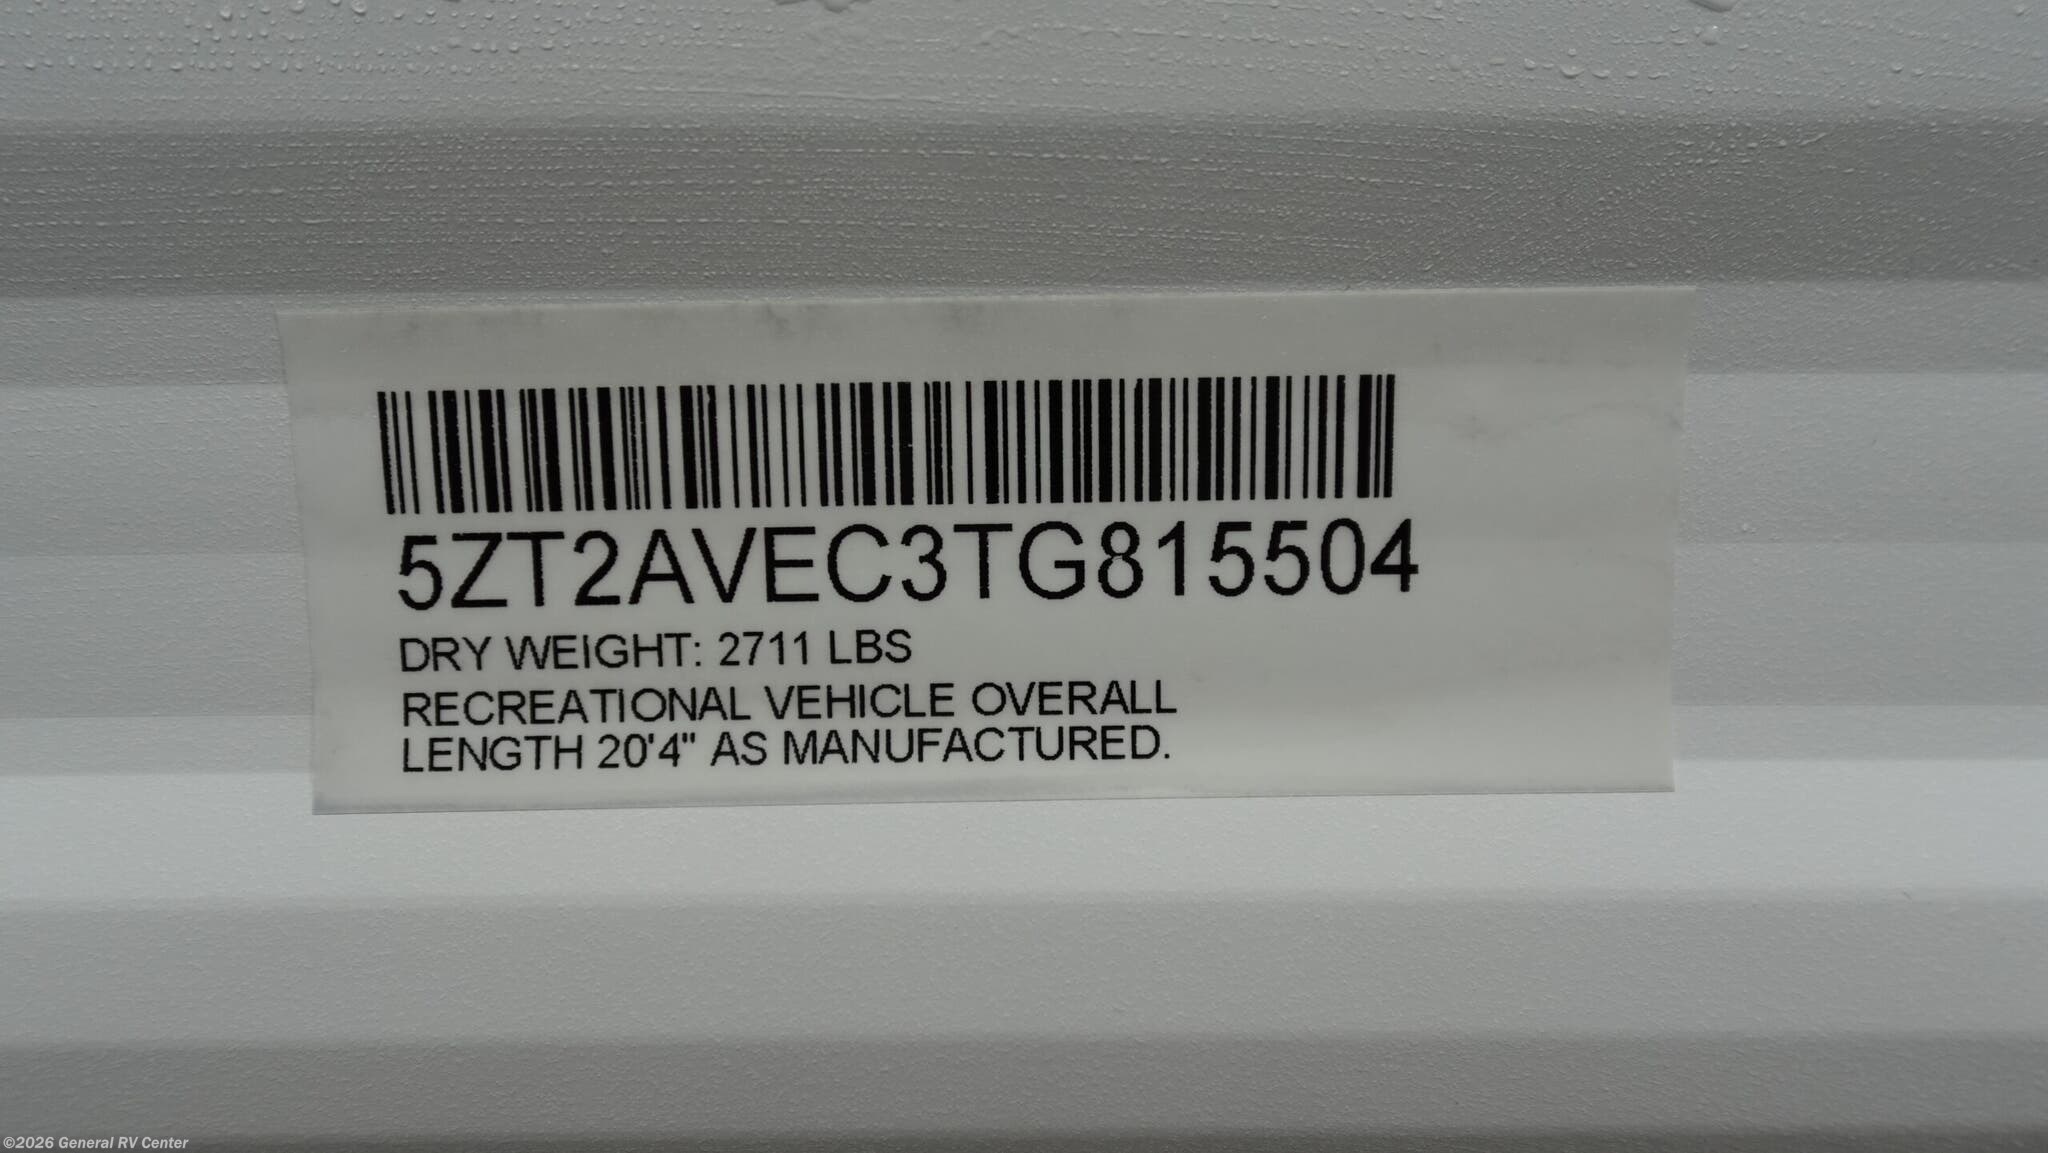 5ZT2AVEC3TG815504
DRY WEIGHT: 2711 LBS
RECREATIONAL VEHICLE OVERALL
LENGTH 20'4" AS MANUFACTURED.
©2026 General RV Center